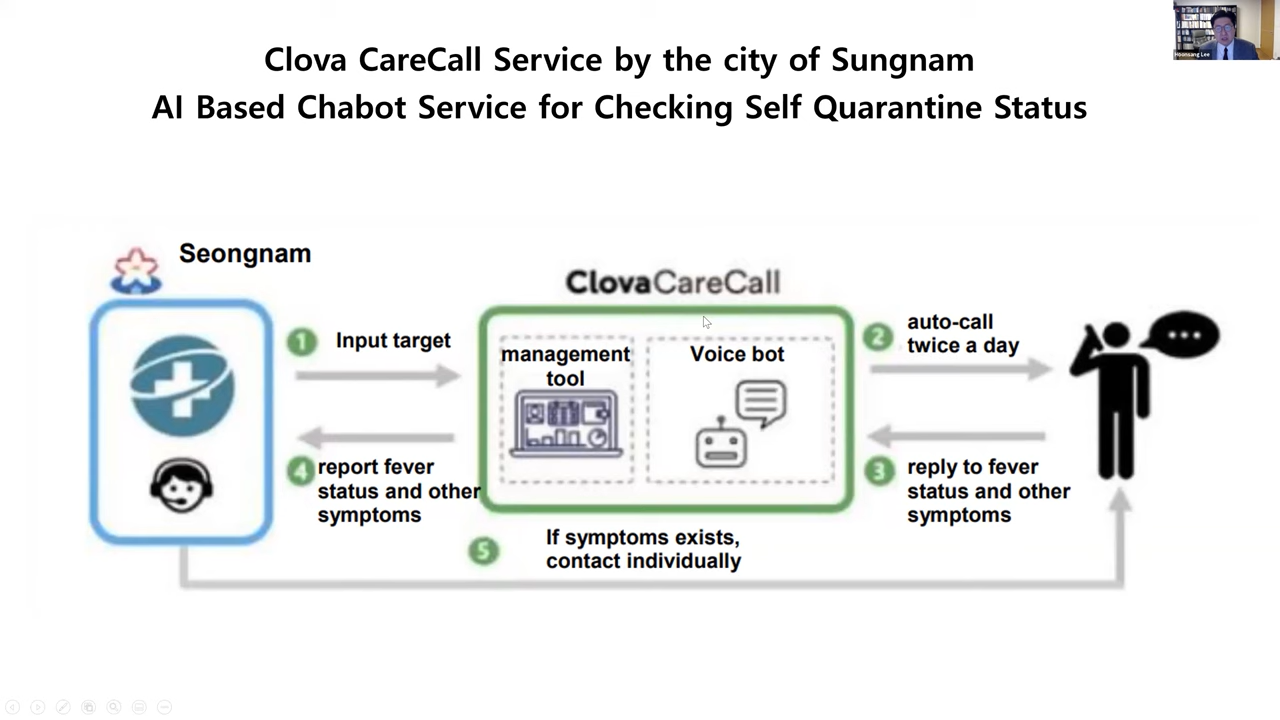 Clova CareCall Service by the city of Sungnam
AI Based Chabot Service for Checking Self Quarantine Status
Hoonsang Lee
Seongnam
ClovaCareCall
1
Input target
management
tool
Voice bot
2
auto-call
twice a day
4
report fever
status and other
symptoms
3
reply to fever
status and other
symptoms
5
If symptoms exists,
contact individually